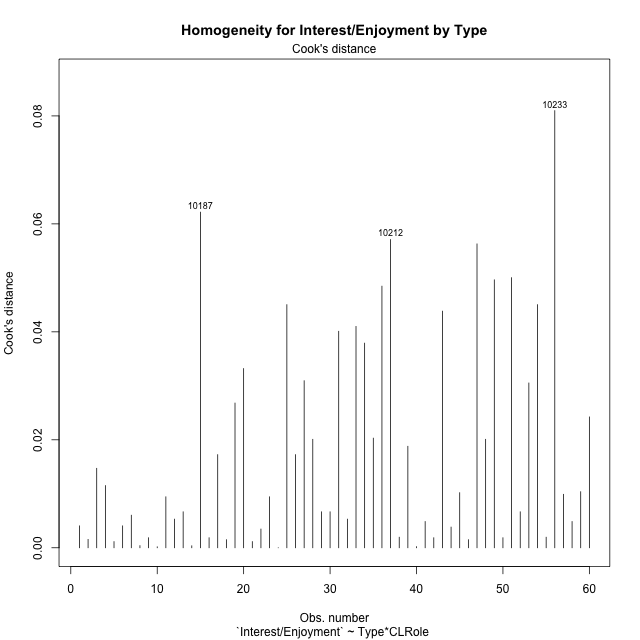 Homogeneity for Interest/Enjoyment by Type
Cook's distance
10233
10187
10212
Cook's distance
0.08
0.06
0.04
0.02
0.00
0 10 20 30 40 50 60
Obs. number
`Interest/Enjoyment` ~ Type*CLRole